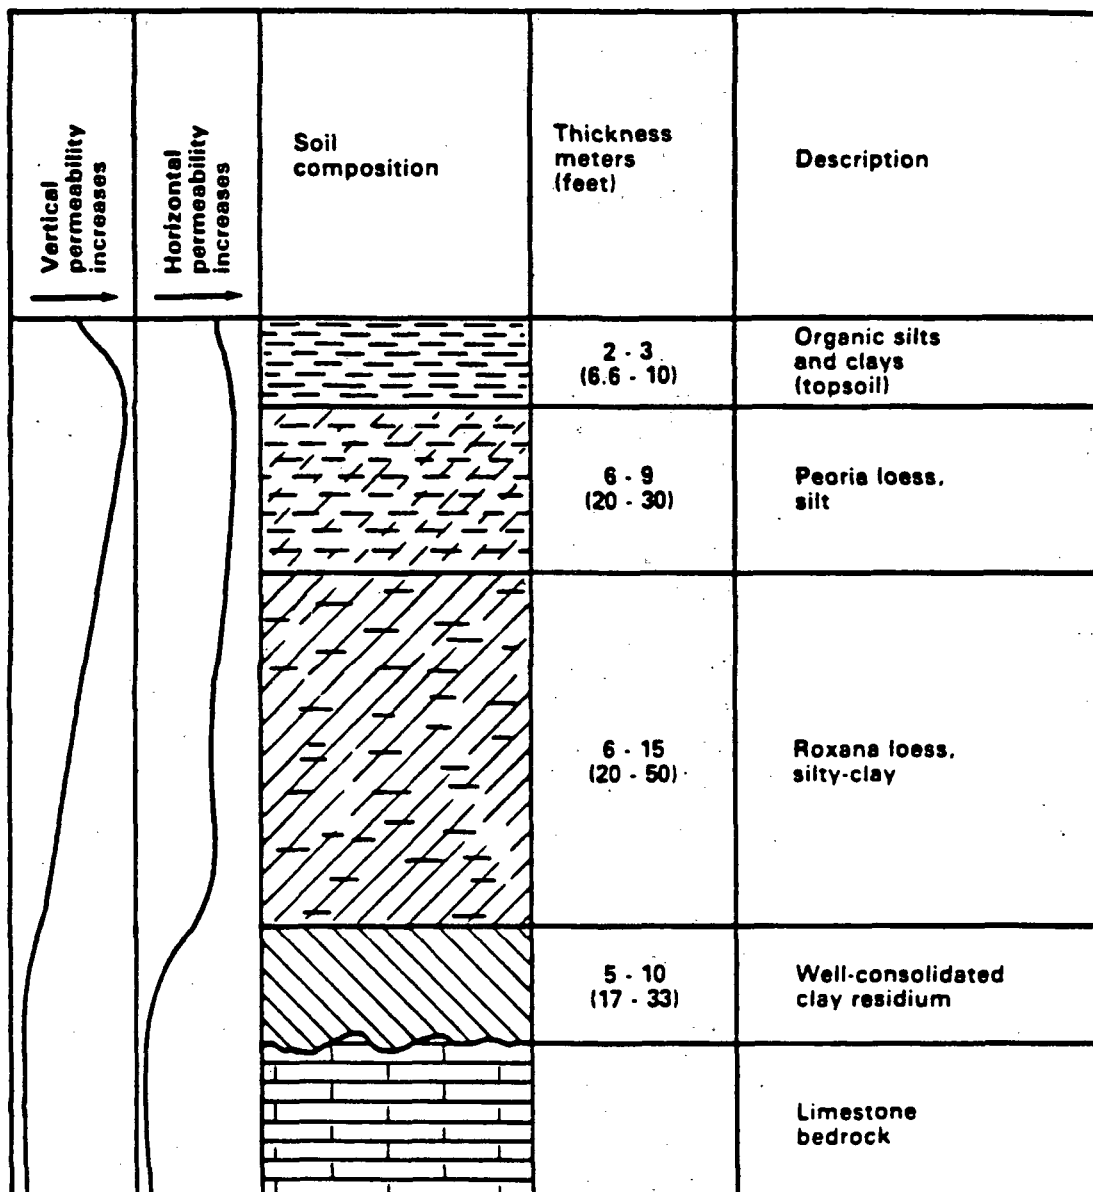 Vertical
permeability
increases
Horizontal
permeability
increases
Soil
composition
Thickness
meters
(feet)
Description
2 - 3
(6.6 - 10)
Organic silts
and clays
(topsoil)
6 - 9
(20 - 30)
Peoria loess,
silt
6 - 15
(20 - 50)
Roxana loess,
silty-clay
5 - 10
(17 - 33)
Well-consolidated
clay residium
Limestone
bedrock